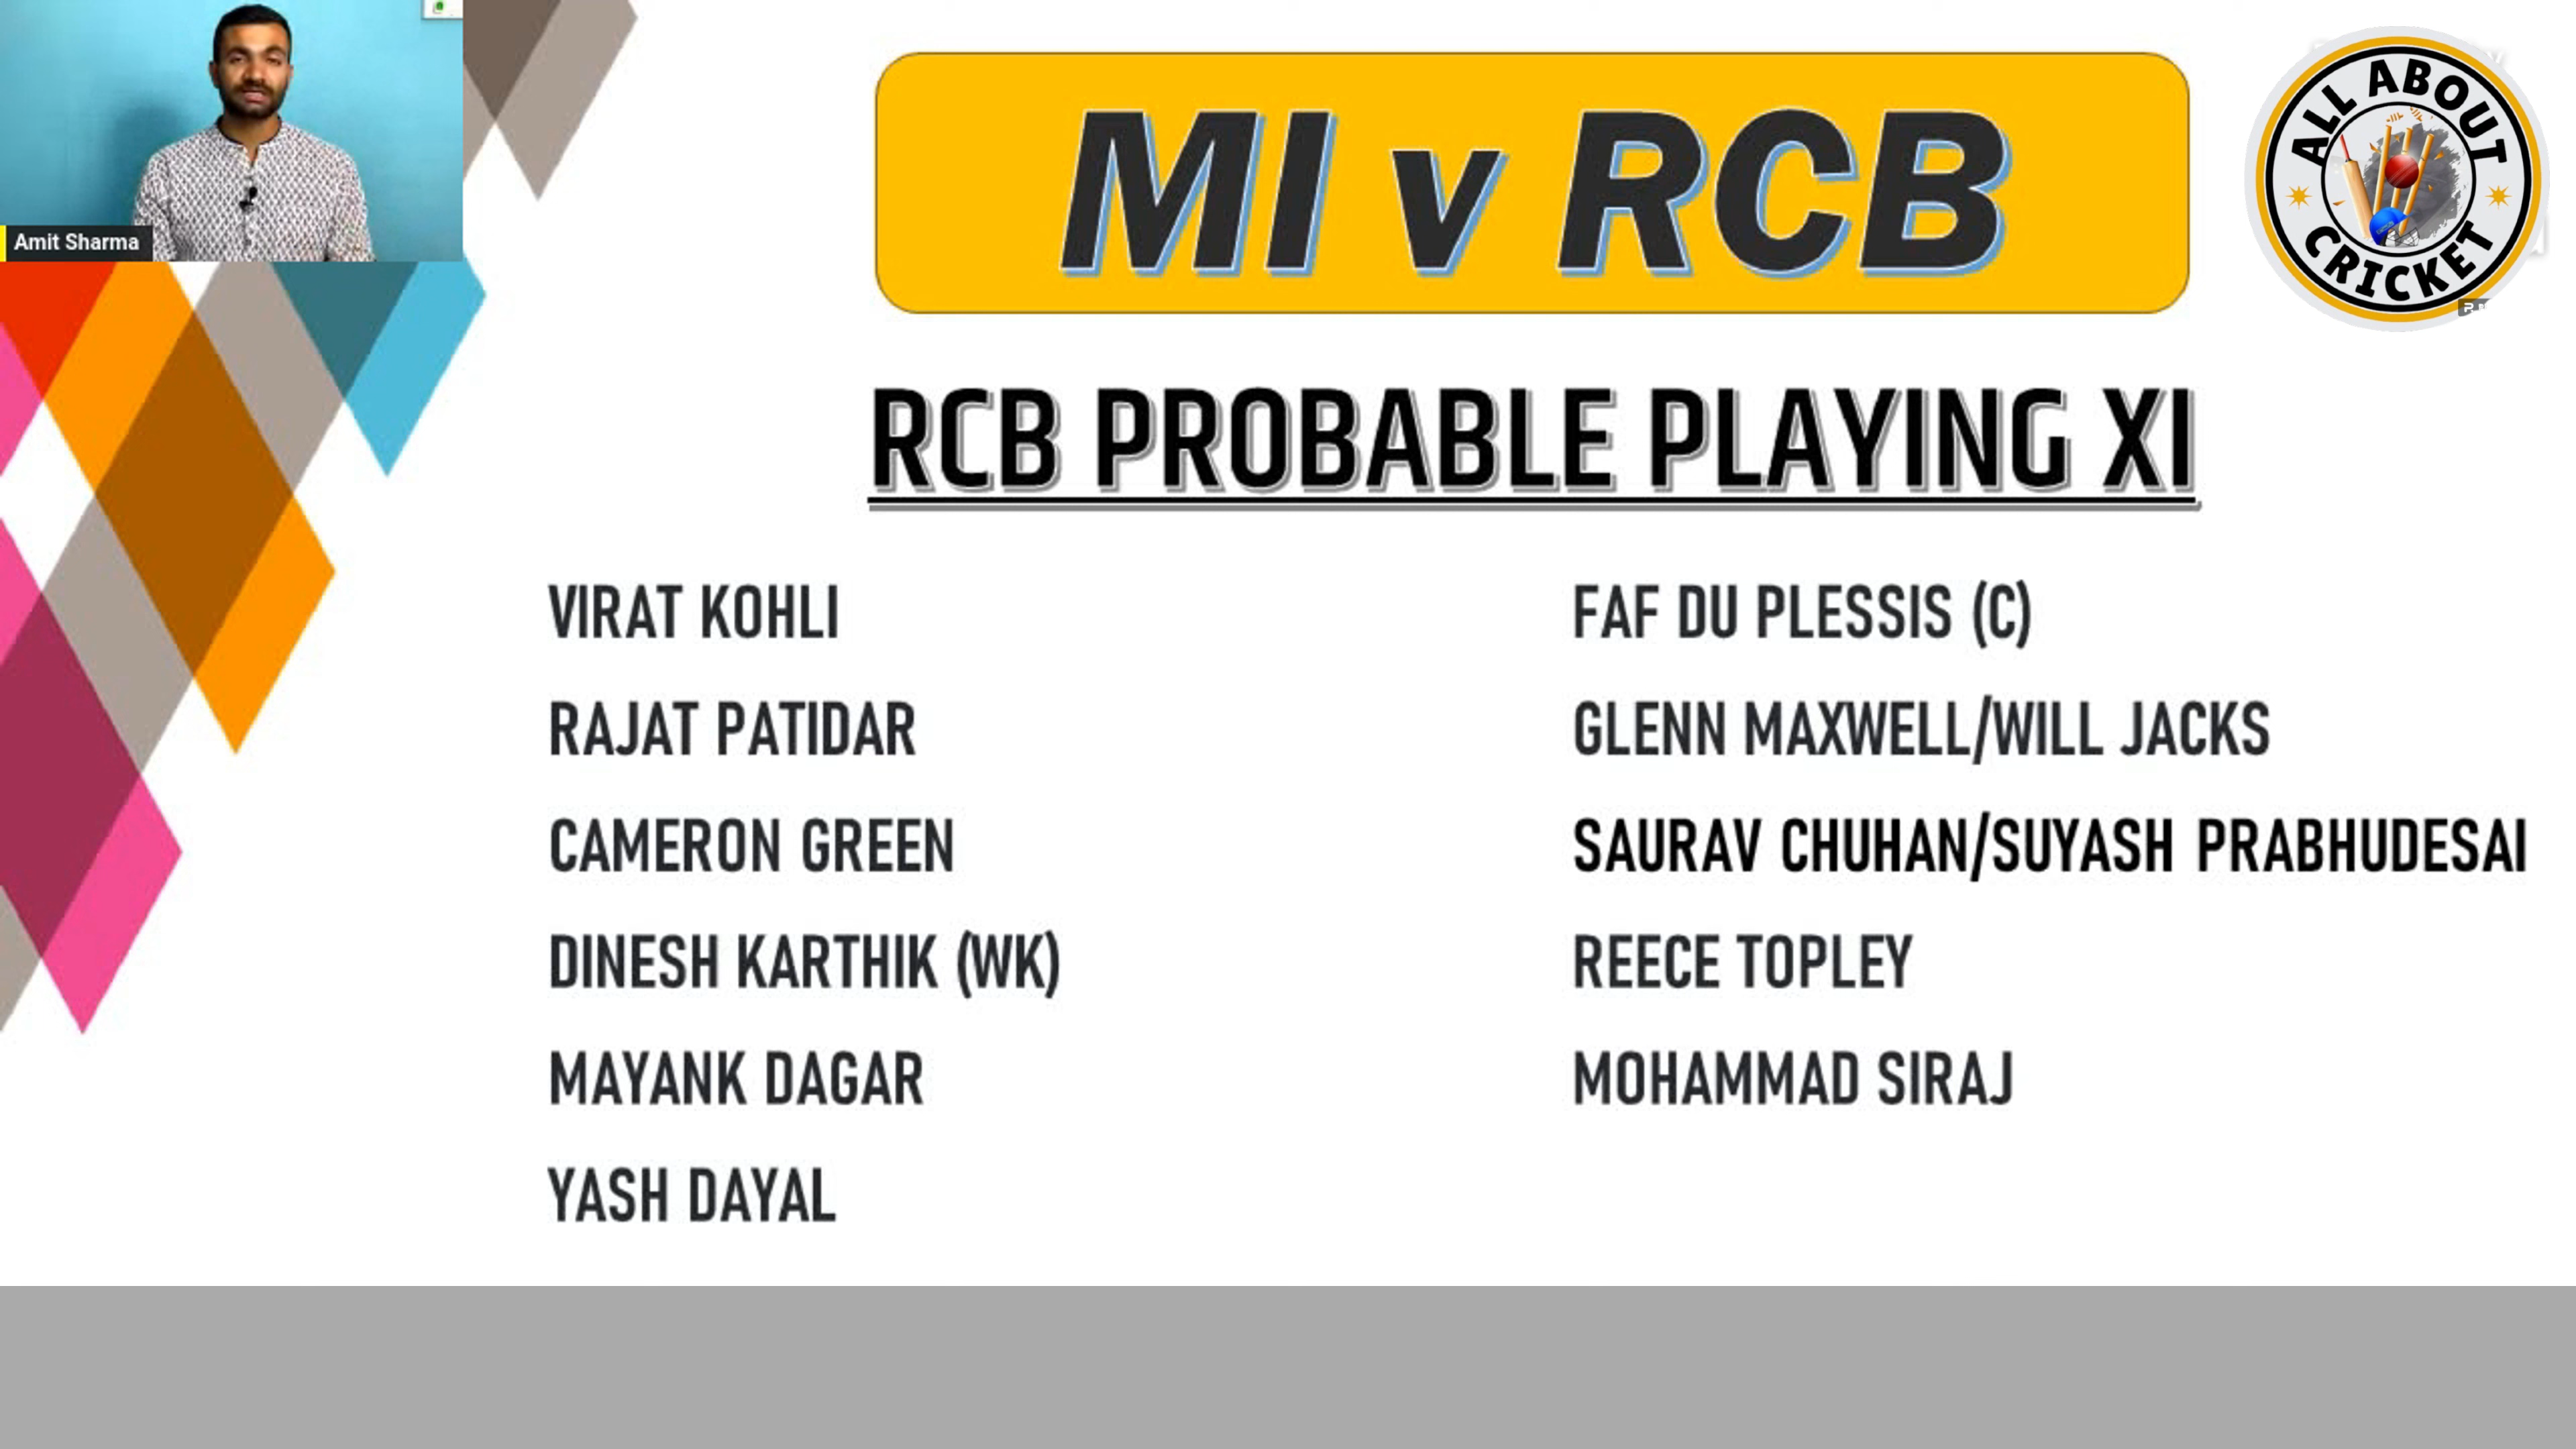 Amit Sharma
MI v RCB
ALL ABOUT
CRICKET
RCB PROBABLE PLAYING XI
VIRAT KOHLI
FAF DU PLESSIS (C)
RAJAT PATIDAR
GLENN MAXWELL/WILL JACKS
CAMERON GREEN
SAURAV CHUHAN/SUYASH PRABHUDESAI
DINESH KARTHIK (WK)
REECE TOPLEY
MAYANK DAGAR
MOHAMMAD SIRAJ
YASH DAYAL